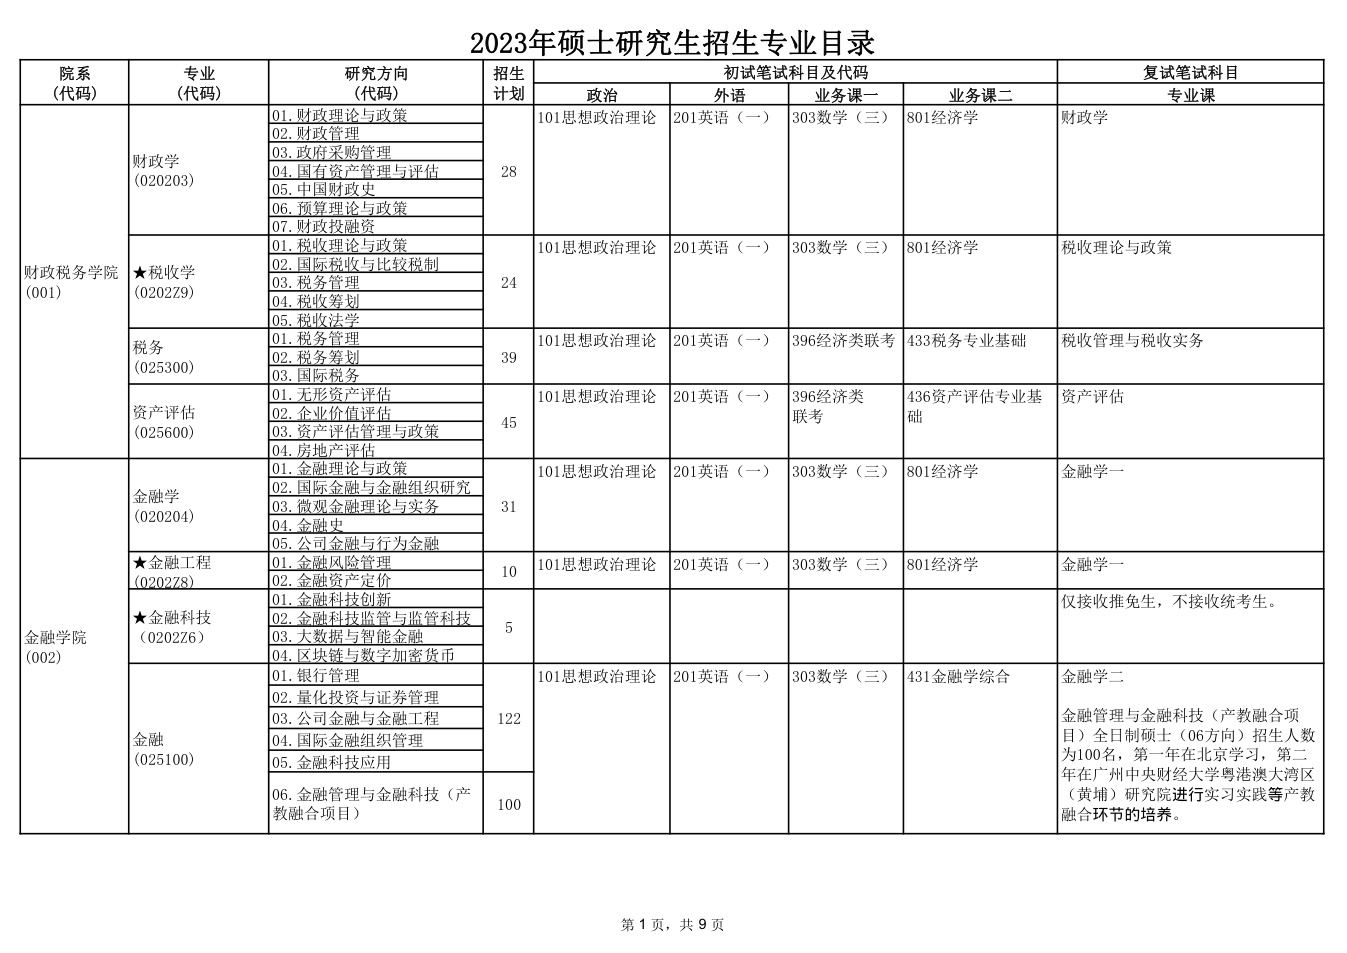 2023年硕士研究生招生专业目录
院系
(代码)
专业
(代码)
研究方向
(代码)
招生
计划
初试笔试科目及代码
复试笔试科目
政治
外语
业务课一
业务课二
专业课
财政税务学院
(001)
财政学
(020203)
01.财政理论与政策
02.财政管理
03.政府采购管理
04.国有资产管理与评估
05.中国财政史
06.预算理论与政策
07.财政投融资
28
101思想政治理论
201英语（一）
303数学（三）
801经济学
财政学
★税收学
(0202Z9)
01.税收理论与政策
02.国际税收与比较税制
03.税务管理
04.税收筹划
05.税收法学
24
101思想政治理论
201英语（一）
303数学（三）
801经济学
税收理论与政策
税务
(025300)
01.税务管理
02.税务筹划
03.国际税务
39
101思想政治理论
201英语（一）
396经济类联考
433税务专业基础
税收管理与税收实务
资产评估
(025600)
01.无形资产评估
02.企业价值评估
03.资产评估管理与政策
04.房地产评估
45
101思想政治理论
201英语（一）
396经济类
联考
436资产评估专业基
础
资产评估
金融学院
(002)
金融学
(020204)
01.金融理论与政策
02.国际金融与金融组织研究
03.微观金融理论与实务
04.金融史
05.公司金融与行为金融
31
101思想政治理论
201英语（一）
303数学（三）
801经济学
金融学一
★金融工程
(0202Z8)
01.金融风险管理
02.金融资产定价
10
101思想政治理论
201英语（一）
303数学（三）
801经济学
金融学一
★金融科技
（0202Z6）
01.金融科技创新
02.金融科技监管与监管科技
03.大数据与智能金融
04.区块链与数字加密货币
5
仅接收推免生，不接收统考生。
金融
(025100)
01.银行管理
02.量化投资与证券管理
03.公司金融与金融工程
04.国际金融组织管理
05.金融科技应用
122
06.金融管理与金融科技（产
教融合项目）
100
101思想政治理论
201英语（一）
303数学（三）
431金融学综合
金融学二
金融管理与金融科技（产教融合项
目）全日制硕士（06方向）招生人数
为100名，第一年在北京学习，第二
年在广州中央财经大学粤港澳大湾区
（黄埔）研究院进行实习实践等产教
融合环节的培养。
第 1 页，共 9 页